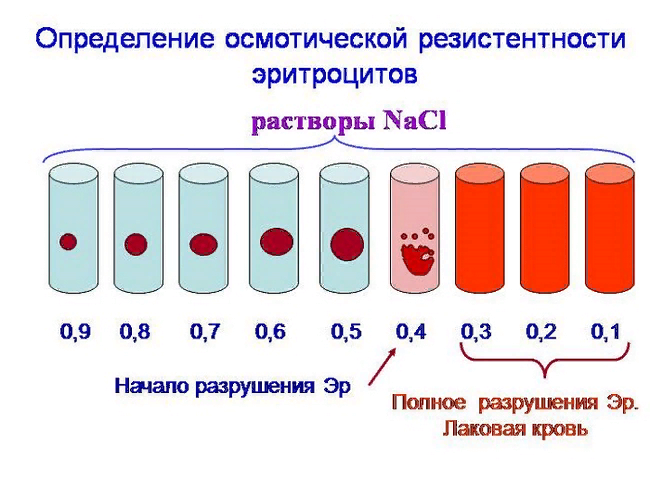 Определение осмотической резистентности
эритроцитов
растворы NaCl
0,9 0,8 0,7 0,6 0,5 0,4 0,3 0,2 0,1
Начало разрушения Эр
Полное разрушения Эр.
Лаковая кровь